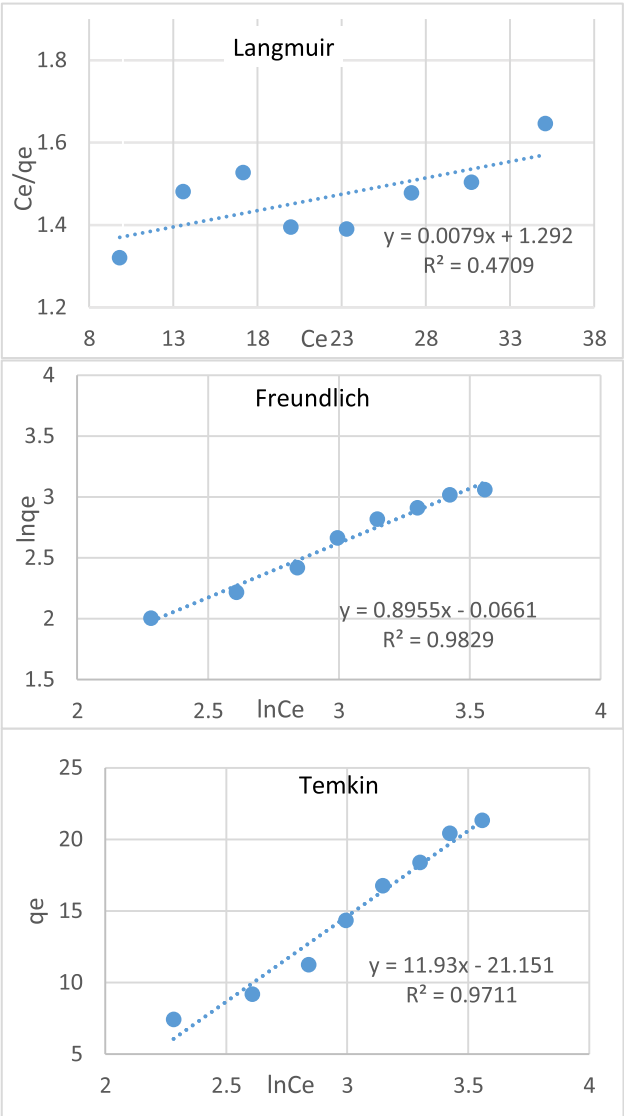 Langmuir
1.8
1.6
1.4
1.2
Ce/qe
y = 0.0079x + 1.292
R² = 0.4709
8 13 18 23 28 33 38
Ce
Freundlich
4
3.5
3
2.5
2
1.5
lnqe
y = 0.8955x - 0.0661
R² = 0.9829
2 2.5 3 3.5 4
lnCe
Temkin
25
20
15
10
5
qe
y = 11.93x - 21.151
R² = 0.9711
2 2.5 3 3.5 4
lnCe